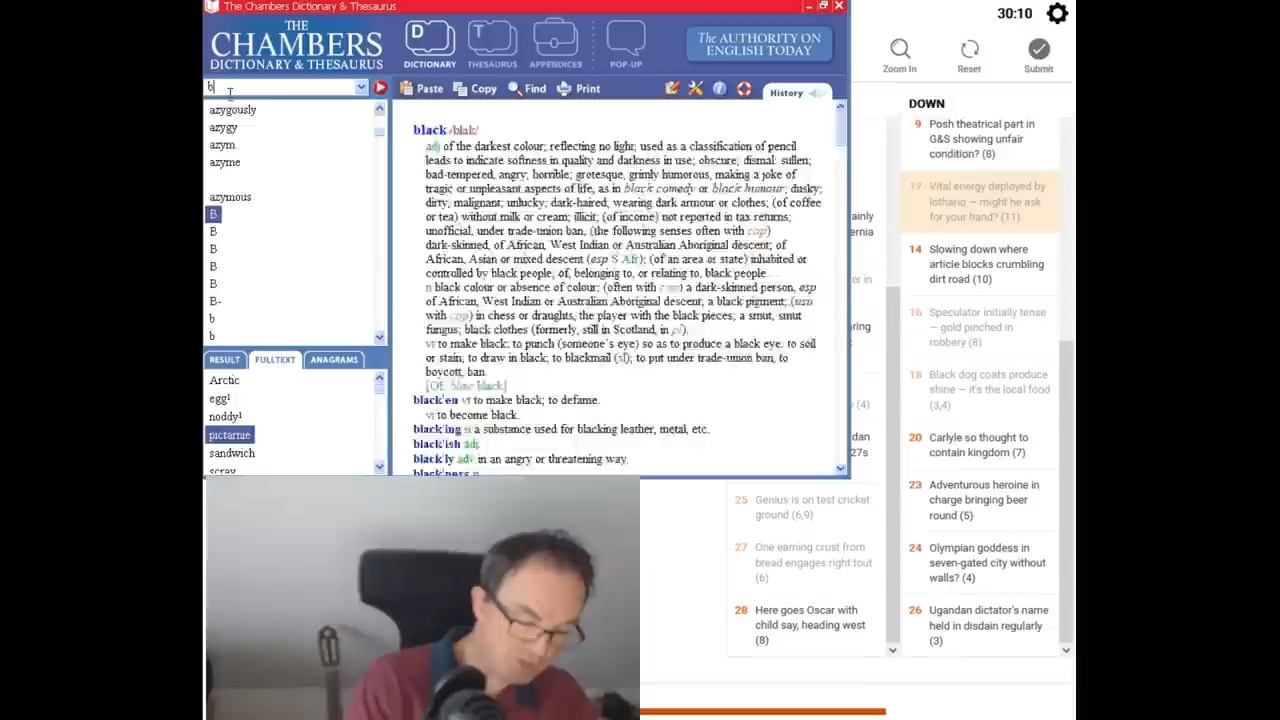 The Chambers Dictionary & Thesaurus
THE
CHAMBERS
DICTIONARY & THESAURUS
D
DICTIONARY
T
THESAURUS
APPENDICES
POP-UP
The AUTHORITY ON
ENGLISH TODAY
b
Paste
Copy
Find
Print
History
azygously
azygy
azym
azyme
azymous
B
B
B
B
B
B-
b
b
RESULT
FULLTEXT
ANAGRAMS
Arctic
egg¹
noddy¹
pictarnie
sandwich
scray
black /blak/
adj of the darkest colour; reflecting no light; used as a classification of pencil
leads to indicate softness in quality and darkness in use; obscure; dismal; sullen;
bad-tempered, angry; horrible; grotesque, grimly humorous, making a joke of
tragic or unpleasant aspects of life, as in black comedy or black humour; dusky;
dirty; malignant; unlucky; dark-haired; wearing dark armour or clothes; (of coffee
or tea) without milk or cream; illicit; (of income) not reported in tax returns;
unofficial; under trade-union ban; (the following senses often with cap)
dark-skinned, of African, West Indian or Australian Aboriginal descent; of
African, Asian or mixed descent (esp S Afr); (of an area or state) inhabited or
controlled by black people; of, belonging to, or relating to, black people
n black colour or absence of colour; (often with cap) a dark-skinned person, esp
of African, West Indian or Australian Aboriginal descent; a black pigment; (usu
with cap) in chess or draughts, the player with the black pieces; a smut; smut
fungus; black clothes (formerly, still in Scotland, in pl).
vt to make black; to punch (someone's eye) so as to produce a black eye; to soil
or stain; to draw in black; to blackmail (sl); to put under trade-union ban; to
boycott, ban.
[OE blæc black]
black'en vt to make black; to defame.
vi to become black.
black'ing n a substance used for blacking leather, metal, etc.
black'ish adj.
black'ly adv in an angry or threatening way.
black'ness n
30:10
Zoom In
Reset
Submit
DOWN
9 Posh theatrical part in
G&S showing unfair
condition? (8)
12 Vital energy deployed by
lothario — might he ask
for your hand? (11)
14 Slowing down where
article blocks crumbling
dirt road (10)
16 Speculator initially tense
— gold pinched in
robbery (8)
18 Black dog coats produce
shine — it's the local food
(3,4)
20 Carlyle so thought to
contain kingdom (7)
23 Adventurous heroine in
charge bringing beer
round (5)
24 Olympian goddess in
seven-gated city without
walls? (4)
26 Ugandan dictator's name
held in disdain regularly
(3)
25 Genius is on test cricket
ground (6,9)
27 One earning crust from
bread engages right tout
(6)
28 Here goes Oscar with
child say, heading west
(8)